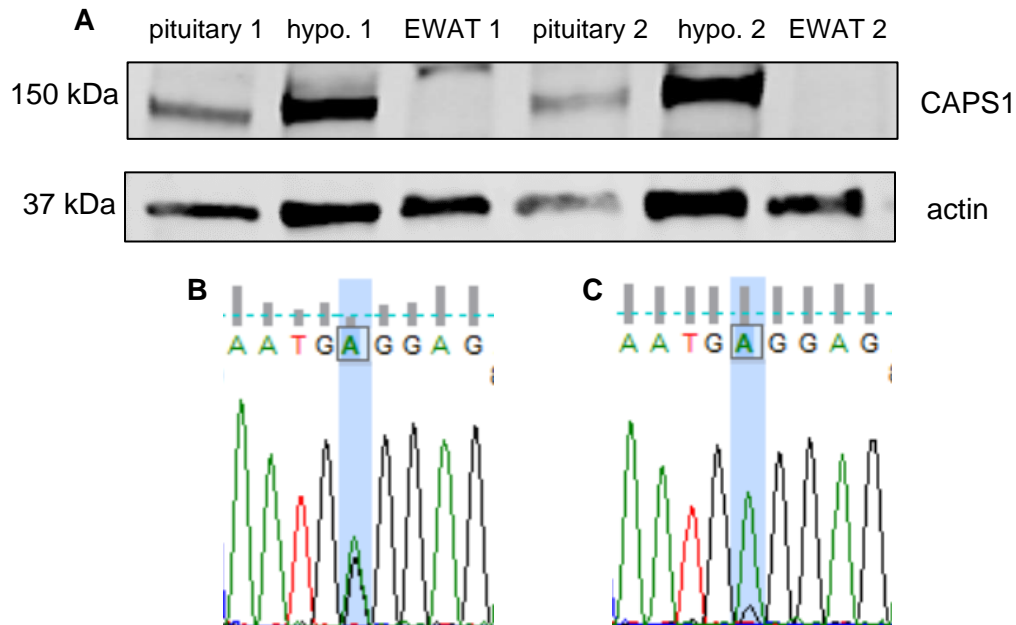 A
pituitary 1 hypo. 1 EWAT 1 pituitary 2 hypo. 2 EWAT 2
150 kDa CAPS1
37 kDa actin
B
A A T G A G G A G
C
A A T G A G G A G